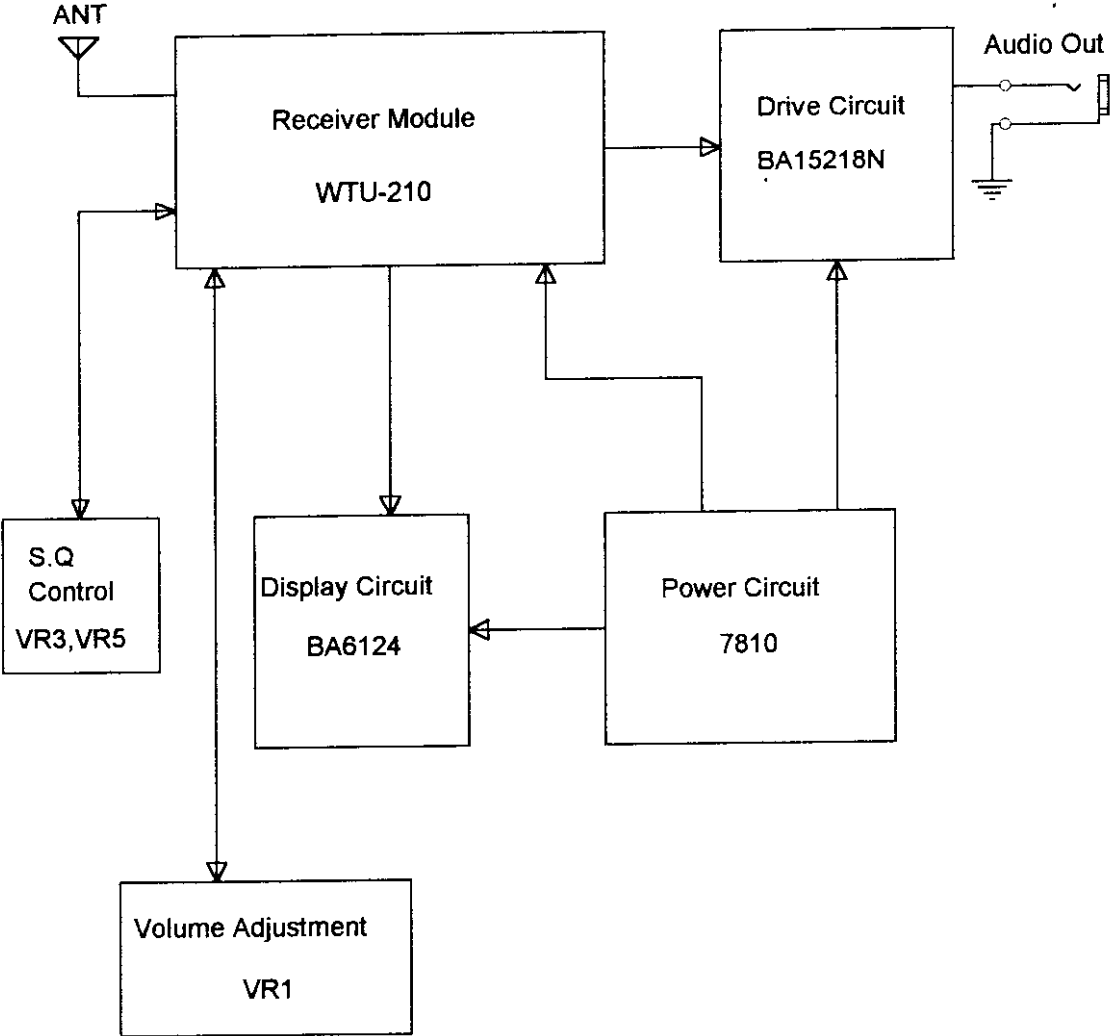 ANT
Receiver Module
WTU-210
Drive Circuit
BA15218N
Audio Out
S.Q
Control
VR3,VR5
Display Circuit
BA6124
Power Circuit
7810
Volume Adjustment
VR1